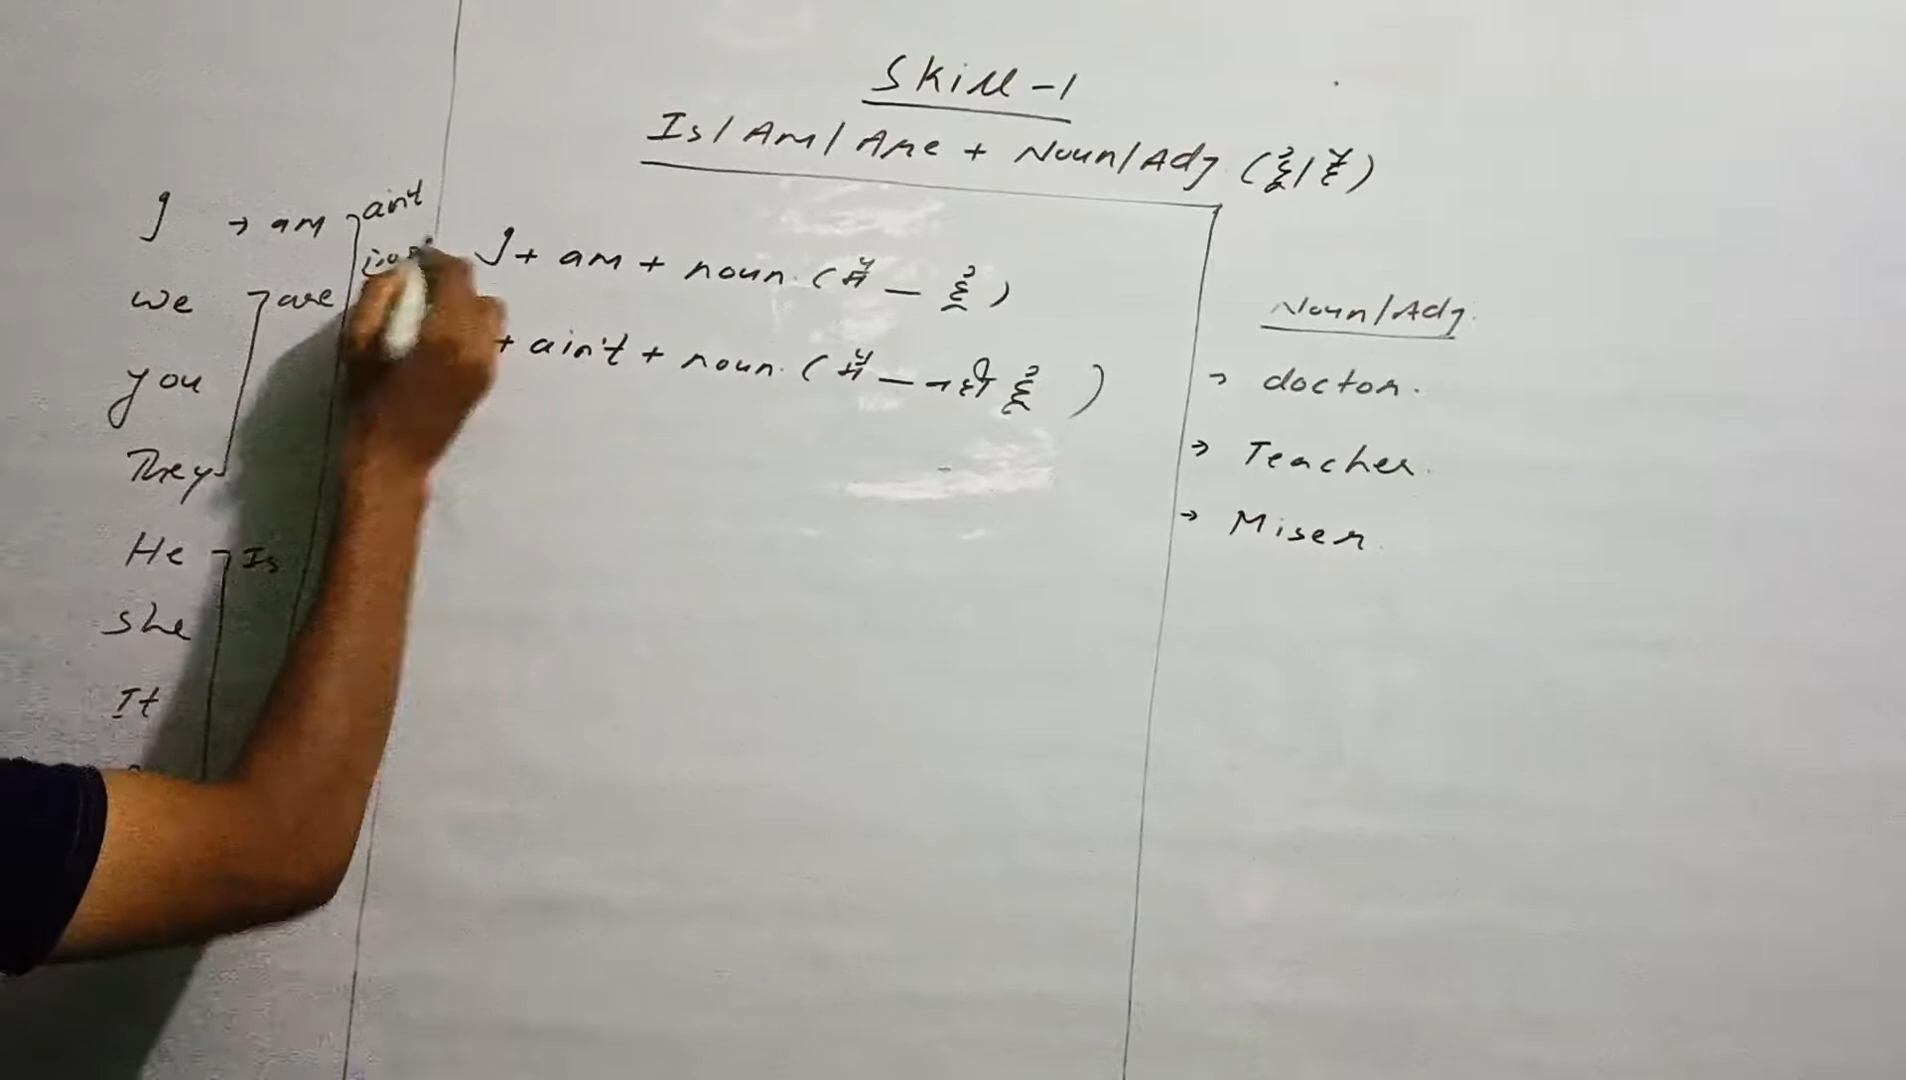 Skill-1
Is/Am/Are + Noun/Adj. (है/हूँ)
I → am ain't
we are
you
They
He Is
she
It
I + am + noun. (मैं — हूँ)
+ ain't + noun. (मैं — नहीं हूँ)
Noun/Adj.
→ doctor.
→ Teacher.
→ Miser.